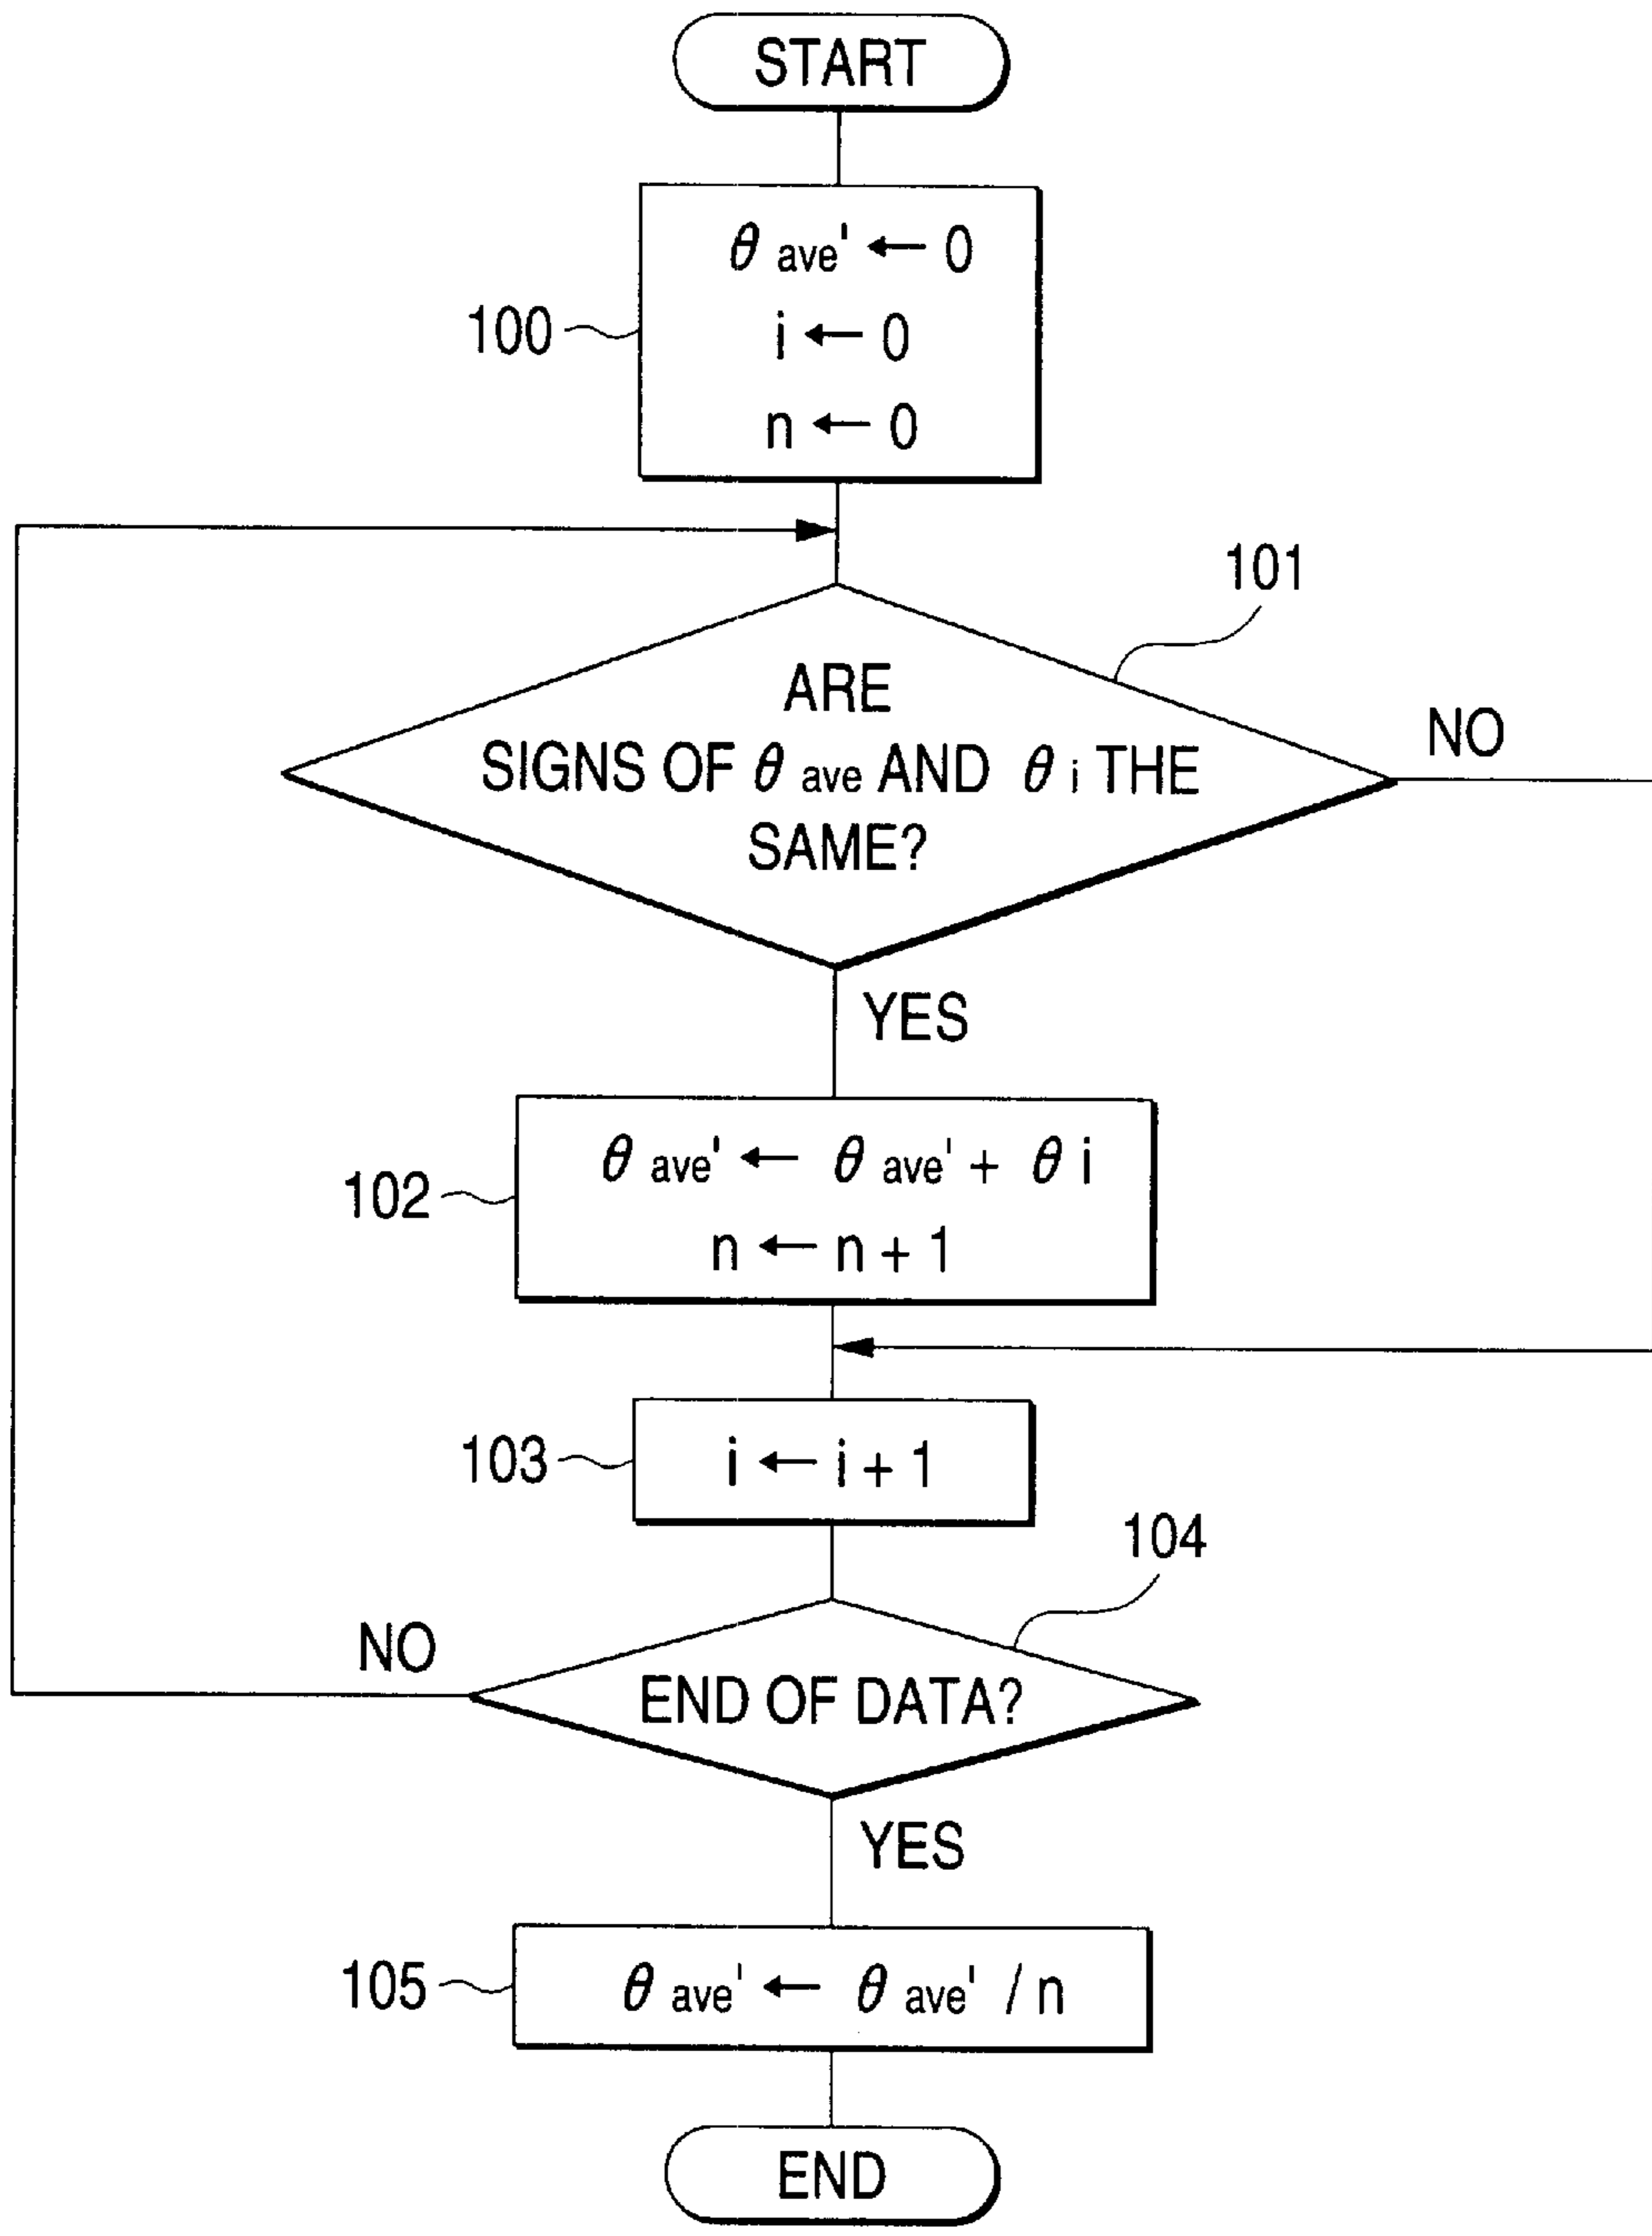 START
θ ave' ← 0
100
i ← 0
n ← 0
101
ARE
NO
SIGNS OF θ ave AND θ i THE
SAME?
YES
θ ave' ← θ ave' + θ i
102
n ← n + 1
103
i ← i + 1
104
NO
END OF DATA?
YES
105
θ ave' ← θ ave' / n
END